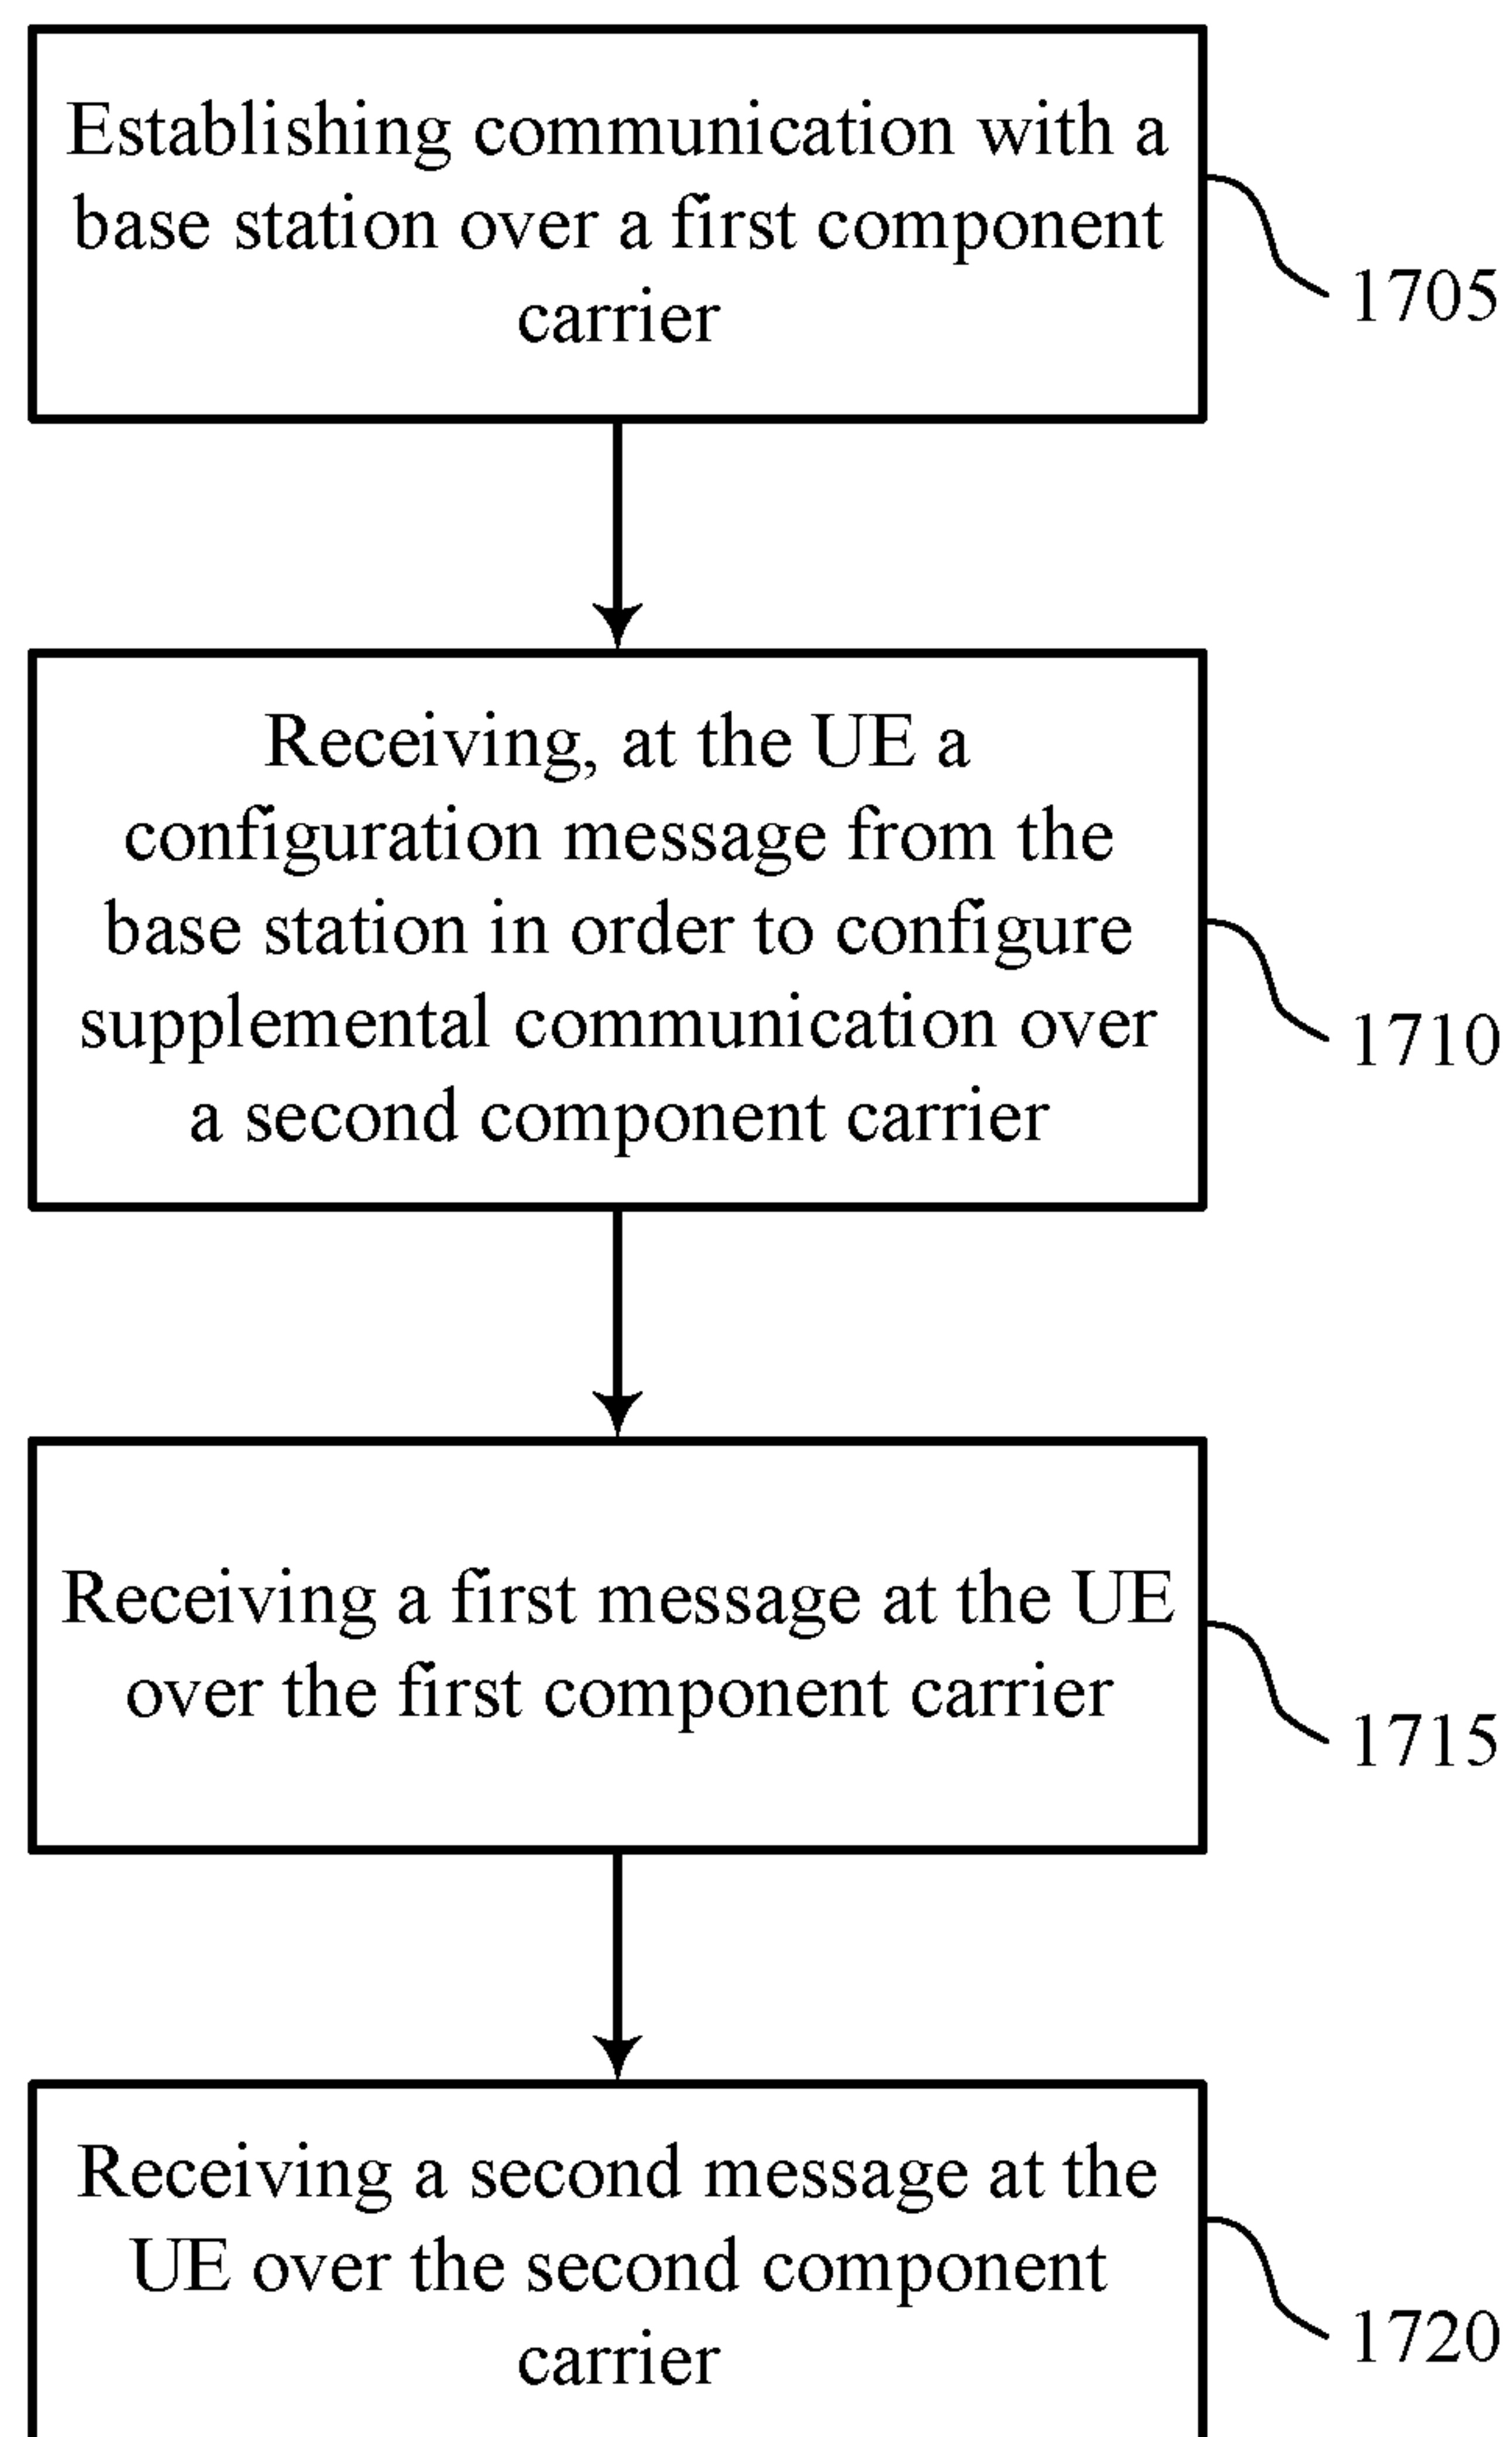 Establishing communication with a
base station over a first component
carrier
1705
Receiving, at the UE a
configuration message from the
base station in order to configure
supplemental communication over
a second component carrier
1710
Receiving a first message at the UE
over the first component carrier
1715
Receiving a second message at the
UE over the second component
carrier
1720